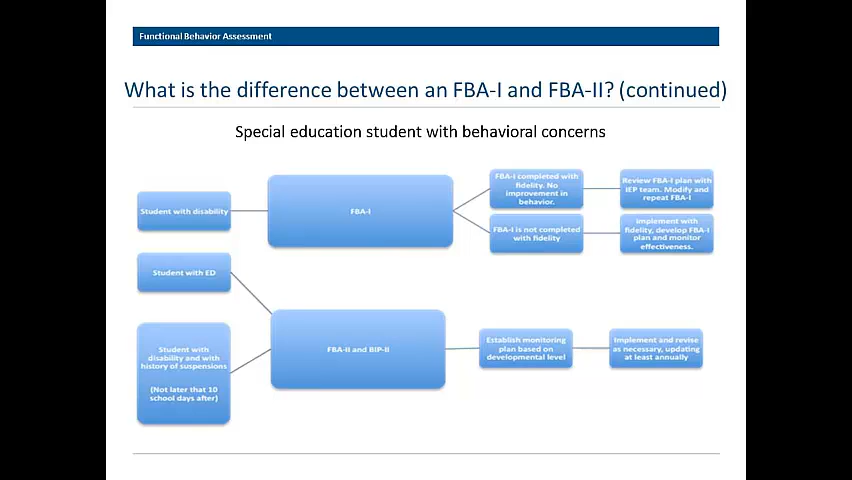 Functional Behavior Assessment
What is the difference between an FBA-I and FBA-II? (continued)
Special education student with behavioral concerns
Student with disability
FBA-I
FBA-I completed with
fidelity. No
improvement in
behavior.
Review FBA-I plan with
IEP team. Modify and
repeat FBA-I
FBA-I is not completed
with fidelity
Implement with
fidelity, develop FBA-I
plan and monitor
effectiveness.
Student with ED
Student with
disability and with
history of suspensions
(Not later that 10
school days after)
FBA-II and BIP-II
Establish monitoring
plan based on
developmental level
Implement and revise
as necessary, updating
at least annually